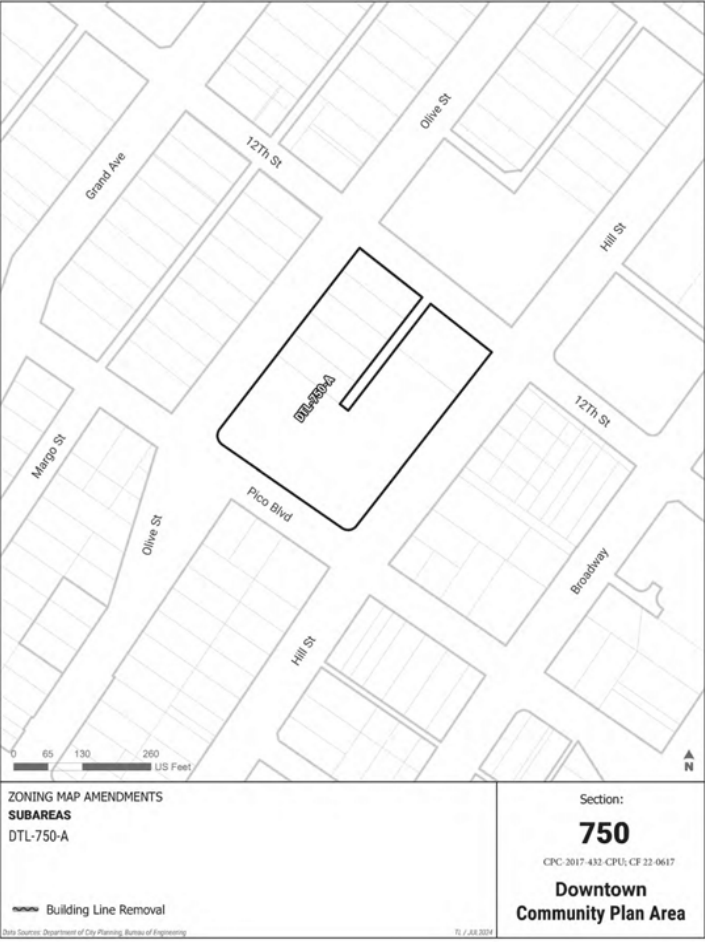 Olive St
12Th St
Grand Ave
Hill St
DTL-750-A
12Th St
Margo St
Pico Blvd
Olive St
Broadway
Hill St
0 65 130 260
US Feet
N
ZONING MAP AMENDMENTS
SUBAREAS
DTL-750-A
Building Line Removal
Data Sources: Department of City Planning, Bureau of Engineering
TL / JUL2024
Section:
750
CPC-2017-432-CPU; CF 22-0617
Downtown
Community Plan Area